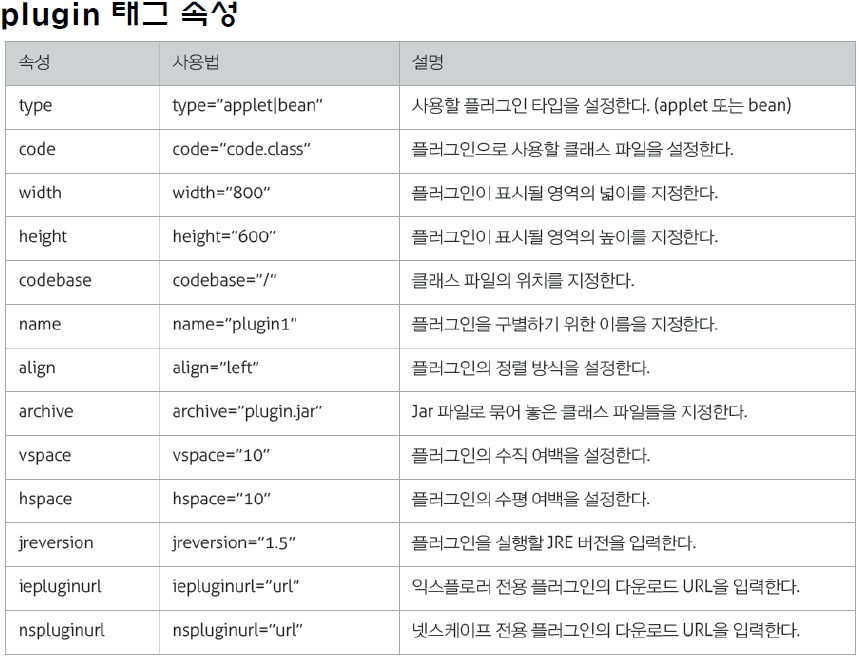 plugin 태그 속성
속성 사용법 설명
type type="applet|bean" 사용할 플러그인 타입을 설정한다. (applet 또는 bean)
code code="code.class" 플러그인으로 사용할 클래스 파일을 설정한다.
width width="800" 플러그인이 표시될 영역의 넓이를 지정한다.
height height="600" 플러그인이 표시될 영역의 높이를 지정한다.
codebase codebase="/" 클래스 파일의 위치를 지정한다.
name name="plugin1" 플러그인을 구별하기 위한 이름을 지정한다.
align align="left" 플러그인의 정렬 방식을 설정한다.
archive archive="plugin.jar" Jar 파일로 묶어 놓은 클래스 파일들을 지정한다.
vspace vspace="10" 플러그인의 수직 여백을 설정한다.
hspace hspace="10" 플러그인의 수평 여백을 설정한다.
jreversion jreversion="1.5" 플러그인을 실행할 JRE 버전을 입력한다.
iepluginurl iepluginurl="url" 익스플로러 전용 플러그인의 다운로드 URL을 입력한다.
nspluginurl nspluginurl="url" 넷스케이프 전용 플러그인의 다운로드 URL을 입력한다.